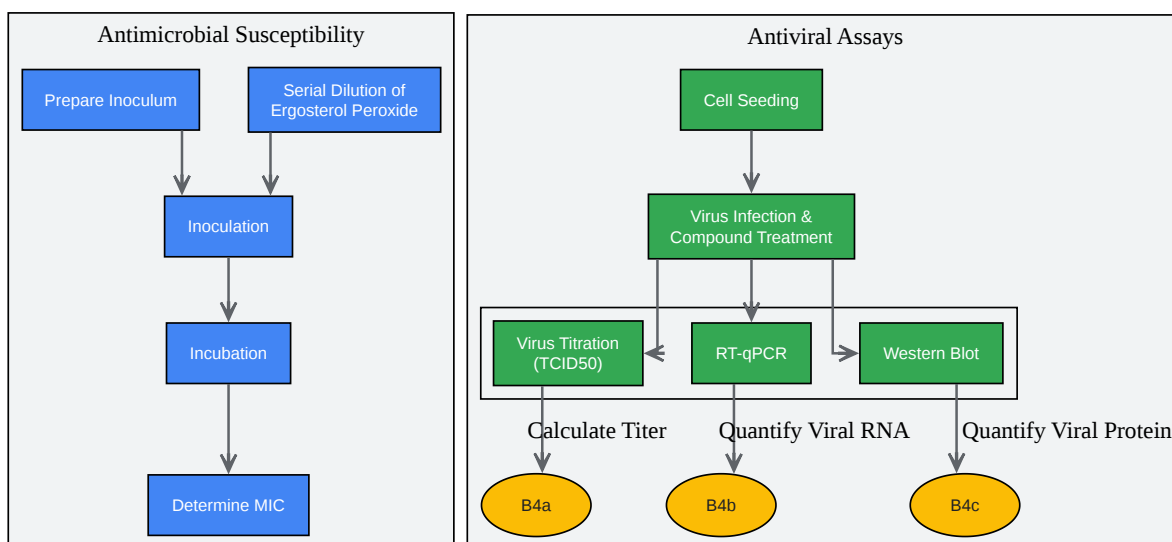 Antimicrobial Susceptibility
Prepare Inoculum
Serial Dilution of
Ergosterol Peroxide
Inoculation
Incubation
Determine MIC
Antiviral Assays
Cell Seeding
Virus Infection &
Compound Treatment
Virus Titration
(TCID50)
RT-qPCR
Western Blot
Calculate Titer
Quantify Viral RNA
Quantify Viral Protein
B4a
B4b
B4c